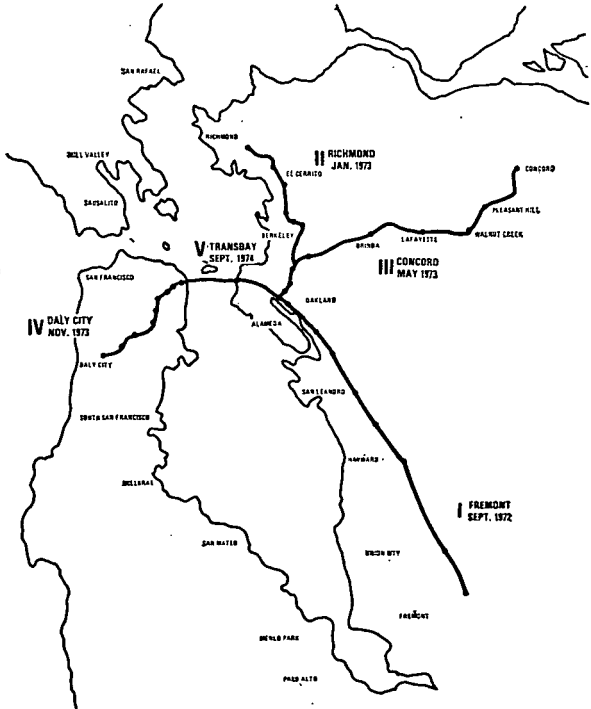 SAN RAFAEL
RICHMOND
II RICHMOND
JAN. 1973
MILL VALLEY
EL CERRITO
CONCORD
SAUSALITO
PLEASANT HILL
BERKELEY
WALNUT CREEK
LAFAYETTE
ORINDA
V TRANSBAY
SEPT. 1974
III CONCORD
MAY 1973
SAN FRANCISCO
OAKLAND
IV DALY CITY
NOV. 1973
ALAMEDA
DALY CITY
SAN LEANDRO
SOUTH SAN FRANCISCO
HAYWARD
MILLBRAE
I FREMONT
SEPT. 1972
SAN MATEO
UNION CITY
FREMONT
MENLO PARK
PALO ALTO